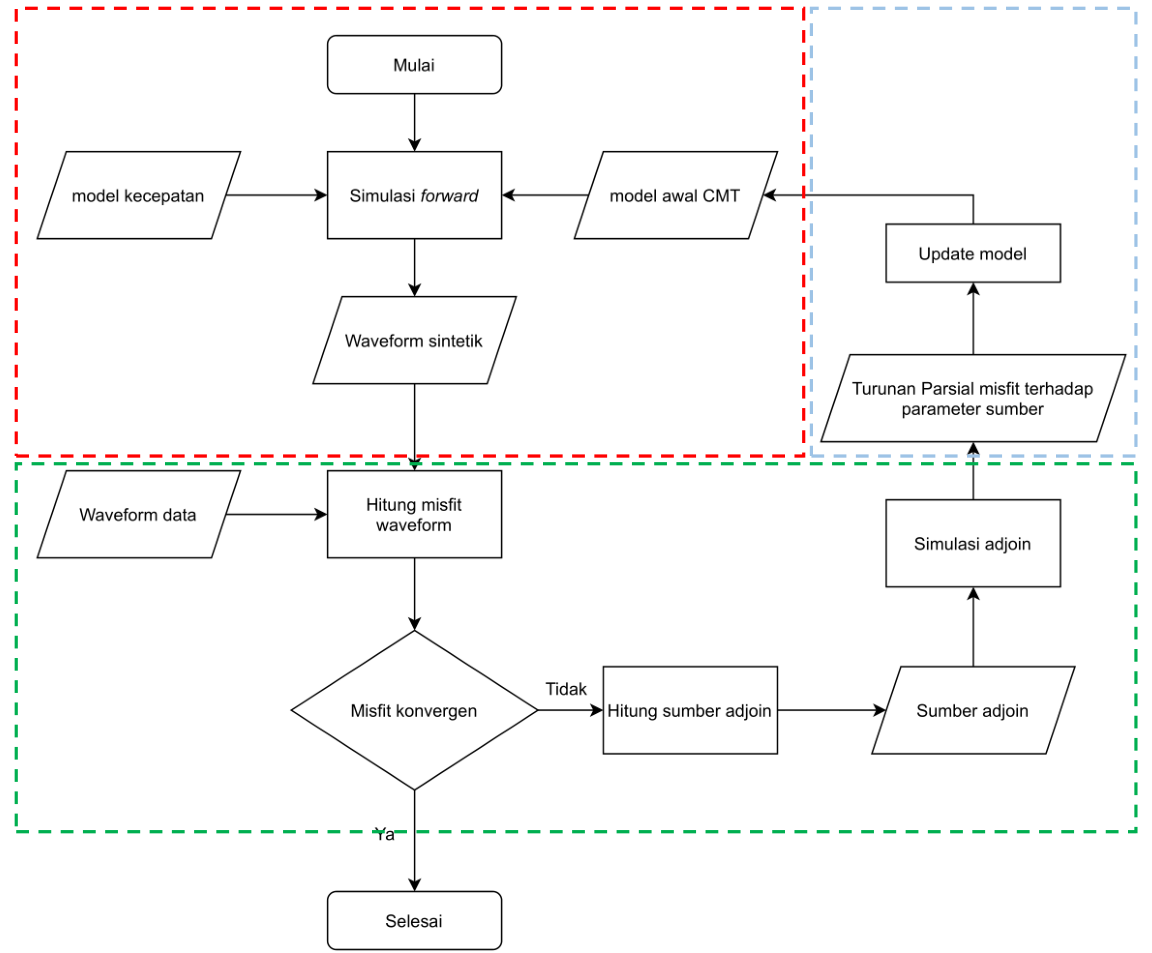 Mulai
model kecepatan
Simulasi forward
model awal CMT
Update model
Waveform sintetik
Turunan Parsial misfit terhadap
parameter sumber
Waveform data
Hitung misfit
waveform
Simulasi adjoin
Misfit konvergen
Tidak
Hitung sumber adjoin
Sumber adjoin
Ya
Selesai